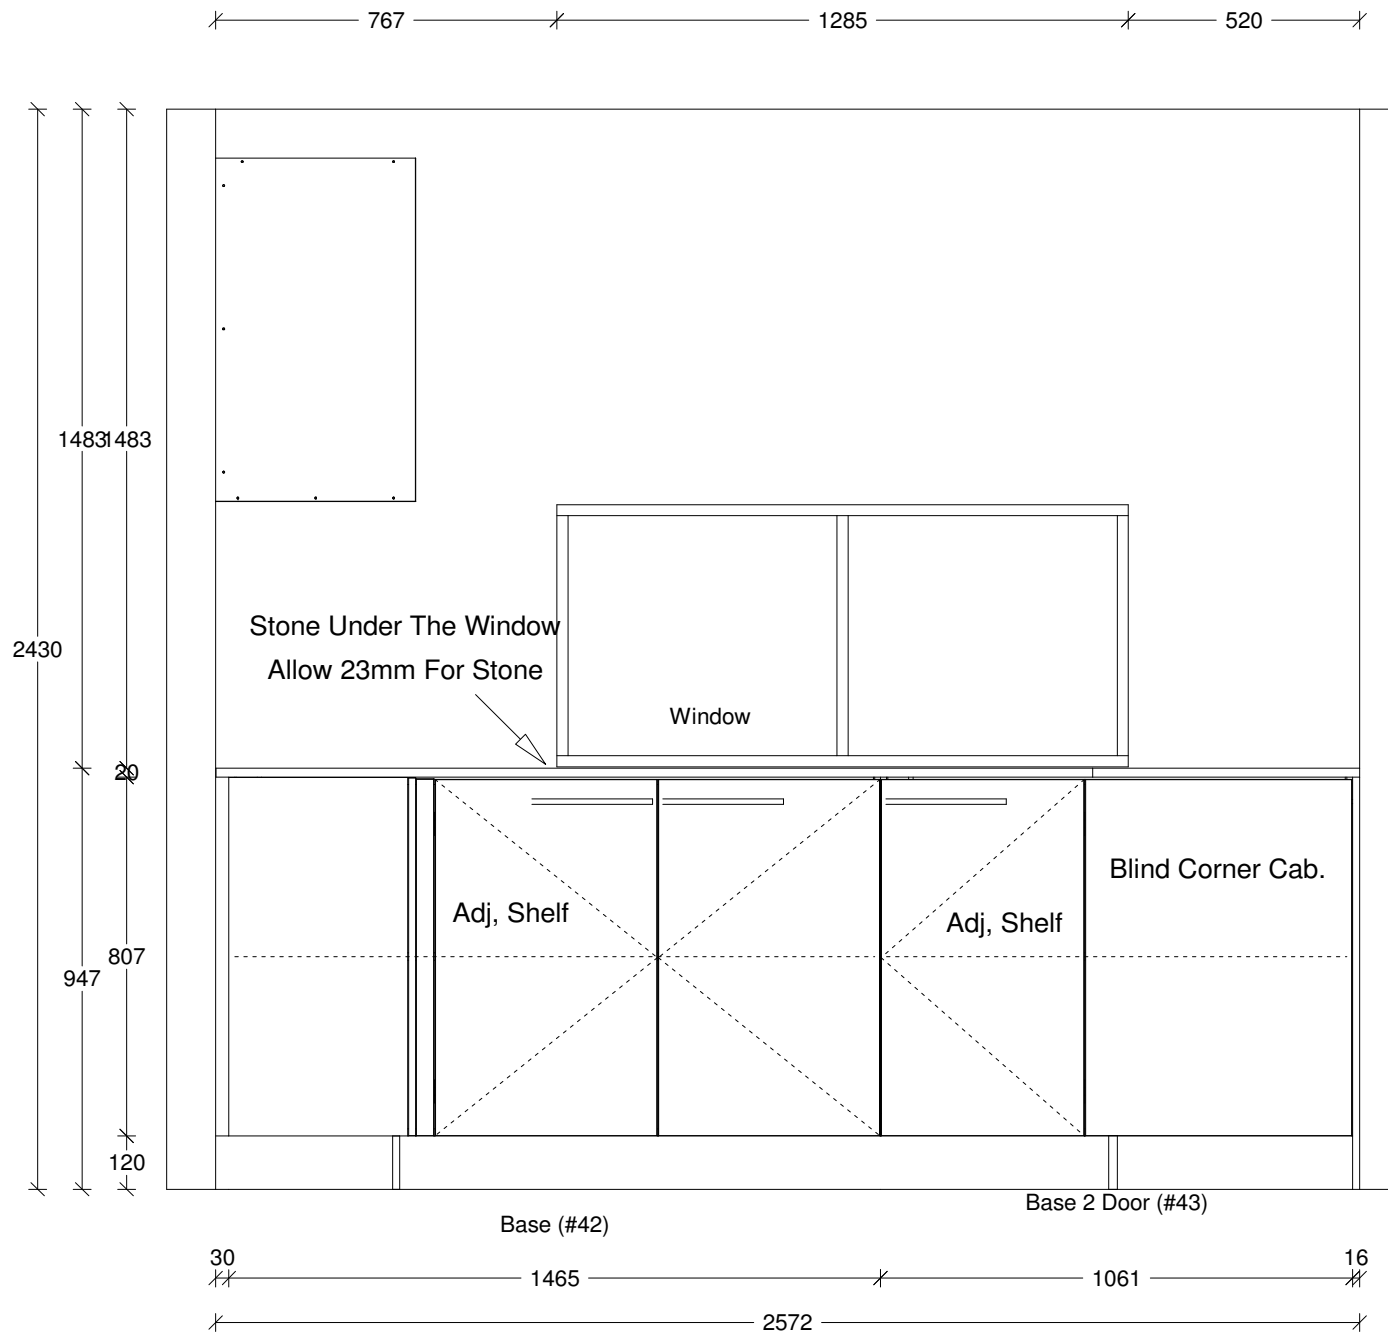 767
1285
520
1483
1483
2430
Stone Under The Window
Allow 23mm For Stone
Window
20
Blind Corner Cab.
Adj, Shelf
Adj, Shelf
807
947
120
Base 2 Door (#43)
Base (#42)
30
16
1465
1061
2572